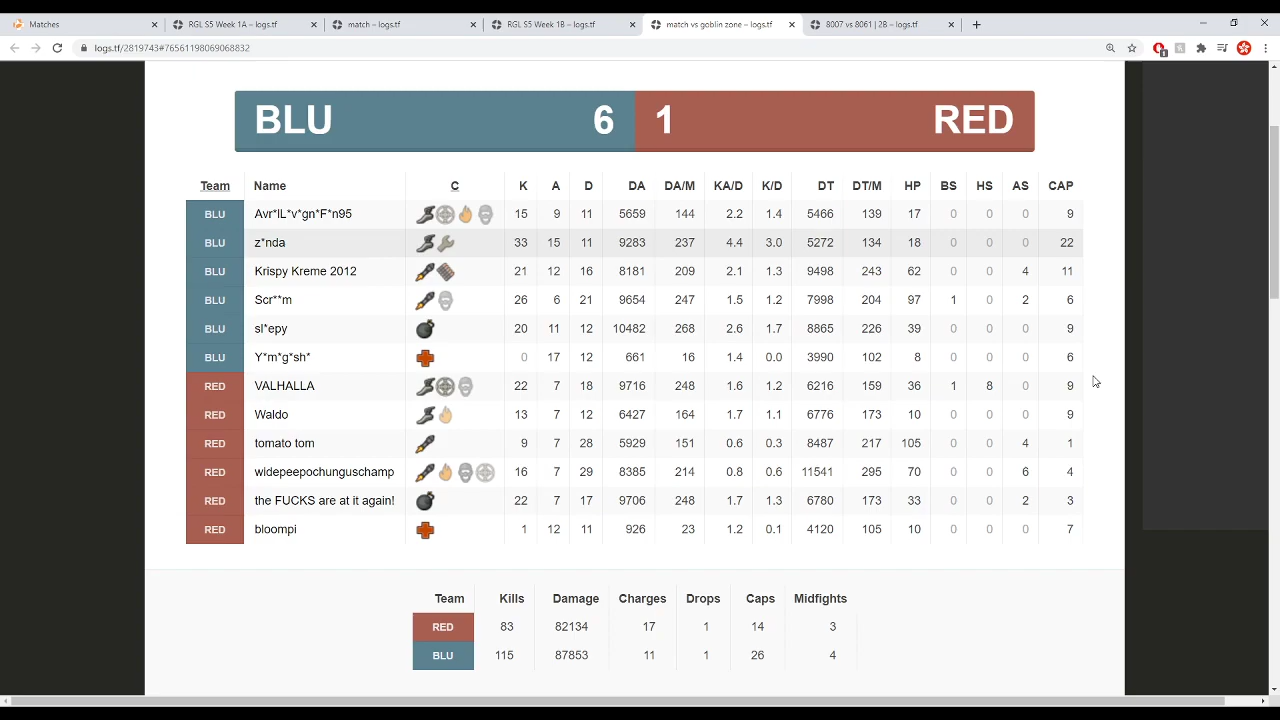 Matches
RGL S5 Week 1A – logs.tf
match – logs.tf
RGL S5 Week 1B – logs.tf
match vs goblin zone – logs.tf
8007 vs 8061 | 2B – logs.tf
logs.tf/2819743#76561198069068832
1
BLU 6 1 RED
Team Name C K A D DA DA/M KA/D K/D DT DT/M HP BS HS AS CAP
BLU Avr*lL*v*gn*F*n95 15 9 11 5659 144 2.2 1.4 5466 139 17 0 0 0 9
BLU z*nda 33 15 11 9283 237 4.4 3.0 5272 134 18 0 0 0 22
BLU Krispy Kreme 2012 21 12 16 8181 209 2.1 1.3 9498 243 62 0 0 4 11
BLU Scr**m 26 6 21 9654 247 1.5 1.2 7998 204 97 1 0 2 6
BLU sl*epy 20 11 12 10482 268 2.6 1.7 8865 226 39 0 0 0 9
BLU Y*m*g*sh* 0 17 12 661 16 1.4 0.0 3990 102 8 0 0 0 6
RED VALHALLA 22 7 18 9716 248 1.6 1.2 6216 159 36 1 8 0 9
RED Waldo 13 7 12 6427 164 1.7 1.1 6776 173 10 0 0 0 9
RED tomato tom 9 7 28 5929 151 0.6 0.3 8487 217 105 0 0 4 1
RED widepeepochunguschamp 16 7 29 8385 214 0.8 0.6 11541 295 70 0 0 6 4
RED the FUCKS are at it again! 22 7 17 9706 248 1.7 1.3 6780 173 30 0 0 2 3
RED bloompi 1 12 11 926 23 1.2 0.1 4120 105 10 0 0 0 7
Team Kills Damage Charges Drops Caps Midfights
RED 83 82134 17 1 14 3
BLU 115 87853 11 1 26 4